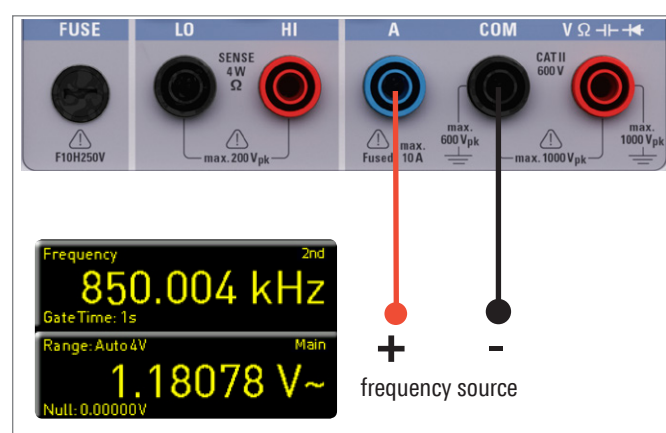 FUSE LO HI A COM V Ω ⊣⊢ ⯮
SENSE
4W
Ω
CAT II
600 V
F10H250V
max. 200 Vpk
max.
Fused 10 A
max.
600 Vpk
max. 1000 Vpk
max.
1000 Vpk
Frequency 2nd
850.004 kHz
Gate Time: 1s
Range: Auto 4V Main
1.18078 V~
Null: 0.00000V
+ -
frequency source